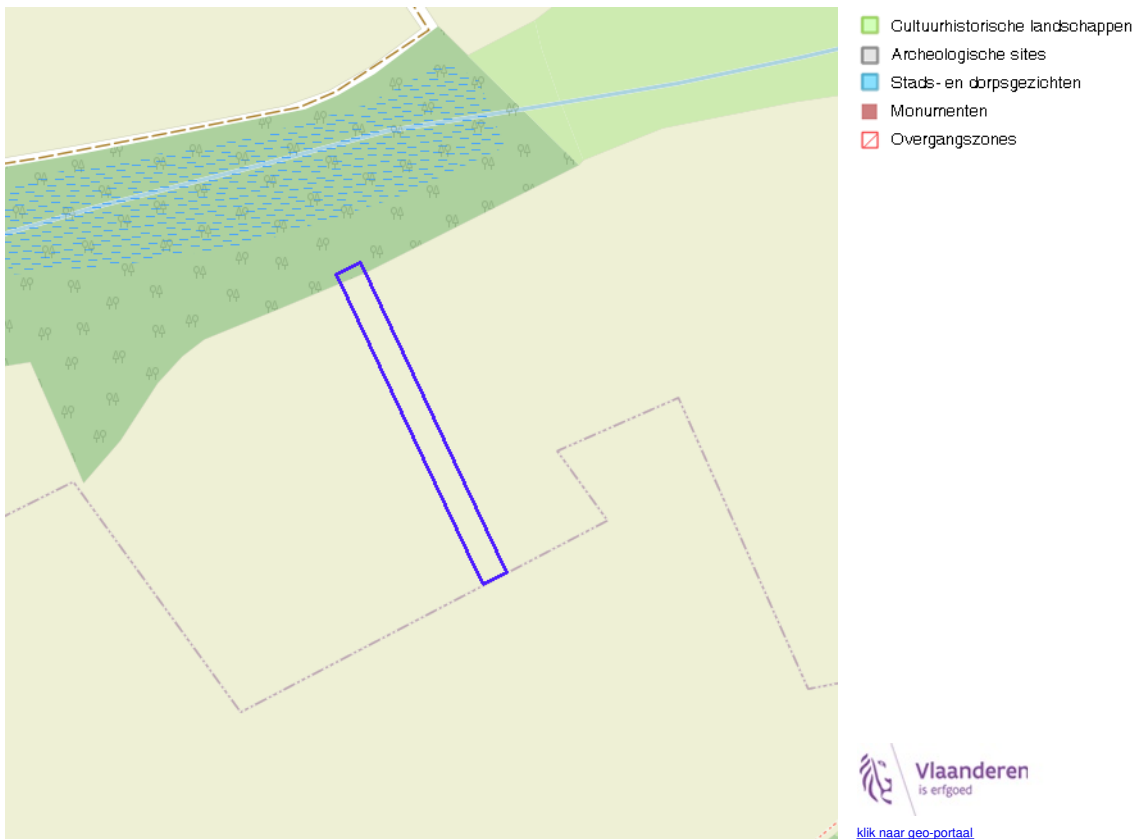 Cultuurhistorische landschappen
Archeologische sites
Stads- en dorpsgezichten
Monumenten
Overgangszones
Vlaanderen
is erfgoed
klik naar geo-portaal